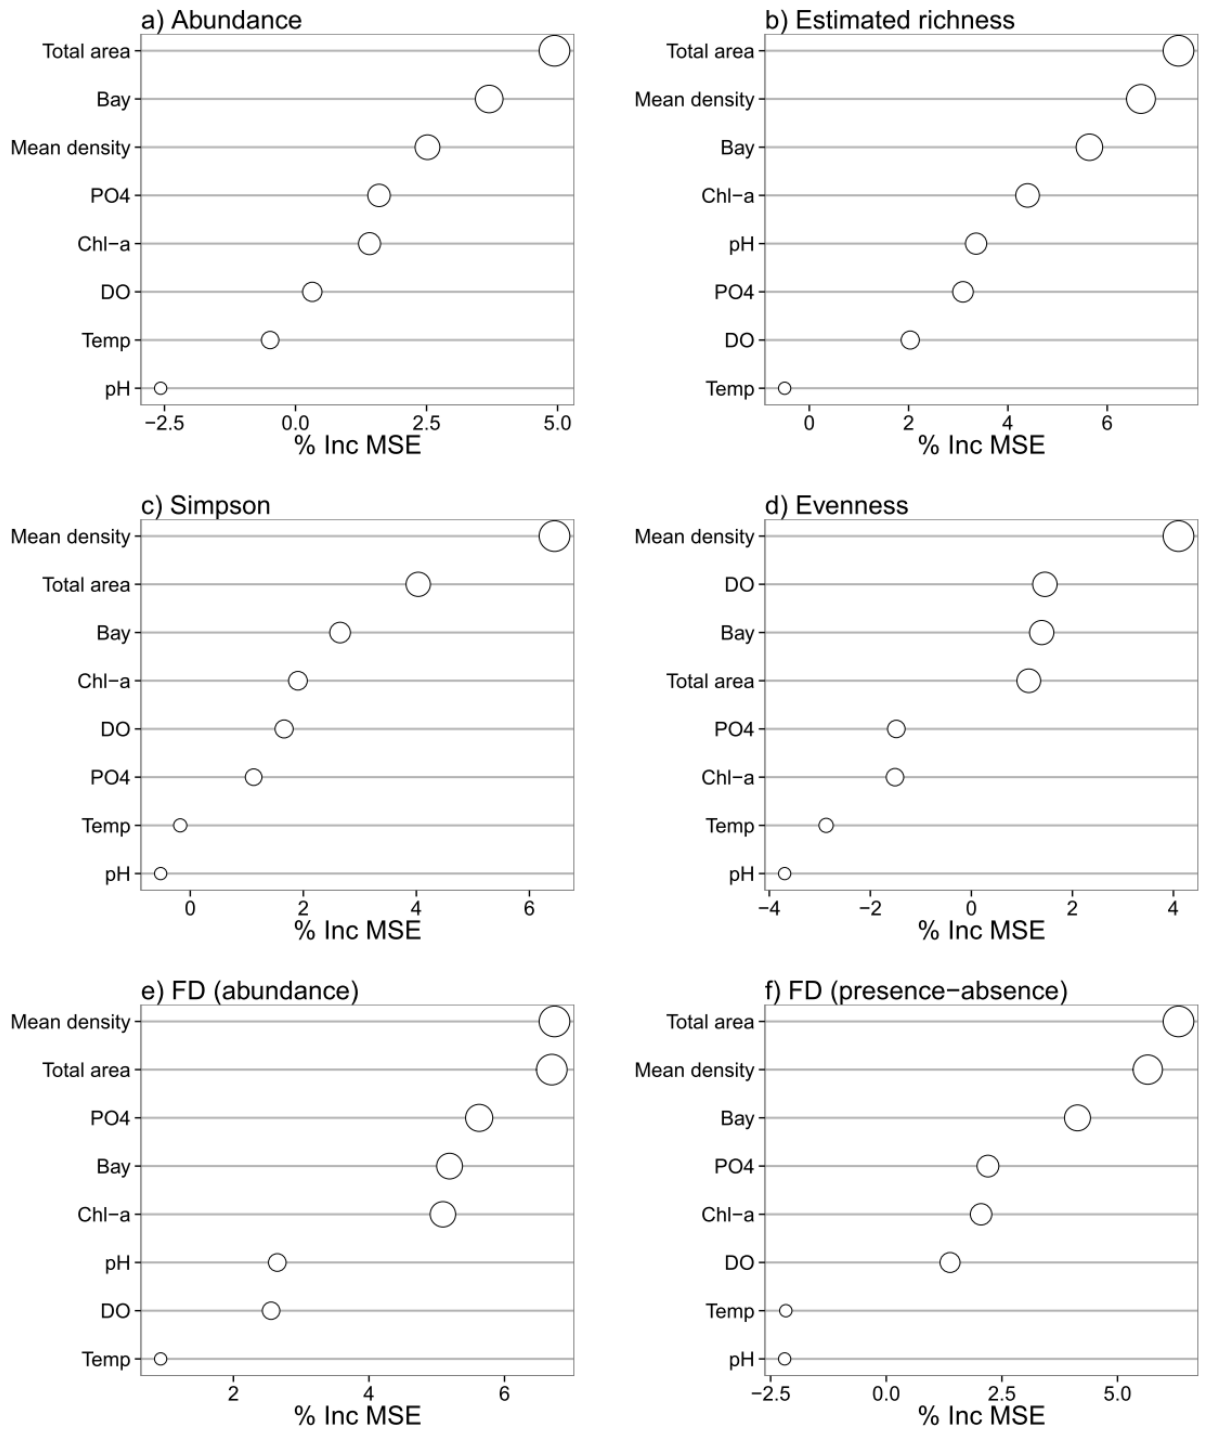 a) Abundance
Total area
Bay
Mean density
PO4
Chl−a
DO
Temp
pH
−2.5 0.0 2.5 5.0
% Inc MSE
b) Estimated richness
Total area
Mean density
Bay
Chl−a
pH
PO4
DO
Temp
0 2 4 6
% Inc MSE
c) Simpson
Mean density
Total area
Bay
Chl−a
DO
PO4
Temp
pH
0 2 4 6
% Inc MSE
d) Evenness
Mean density
DO
Bay
Total area
PO4
Chl−a
Temp
pH
−4 −2 0 2 4
% Inc MSE
e) FD (abundance)
Mean density
Total area
PO4
Bay
Chl−a
pH
DO
Temp
2 4 6
% Inc MSE
f) FD (presence−absence)
Total area
Mean density
Bay
PO4
Chl−a
DO
Temp
pH
−2.5 0.0 2.5 5.0
% Inc MSE